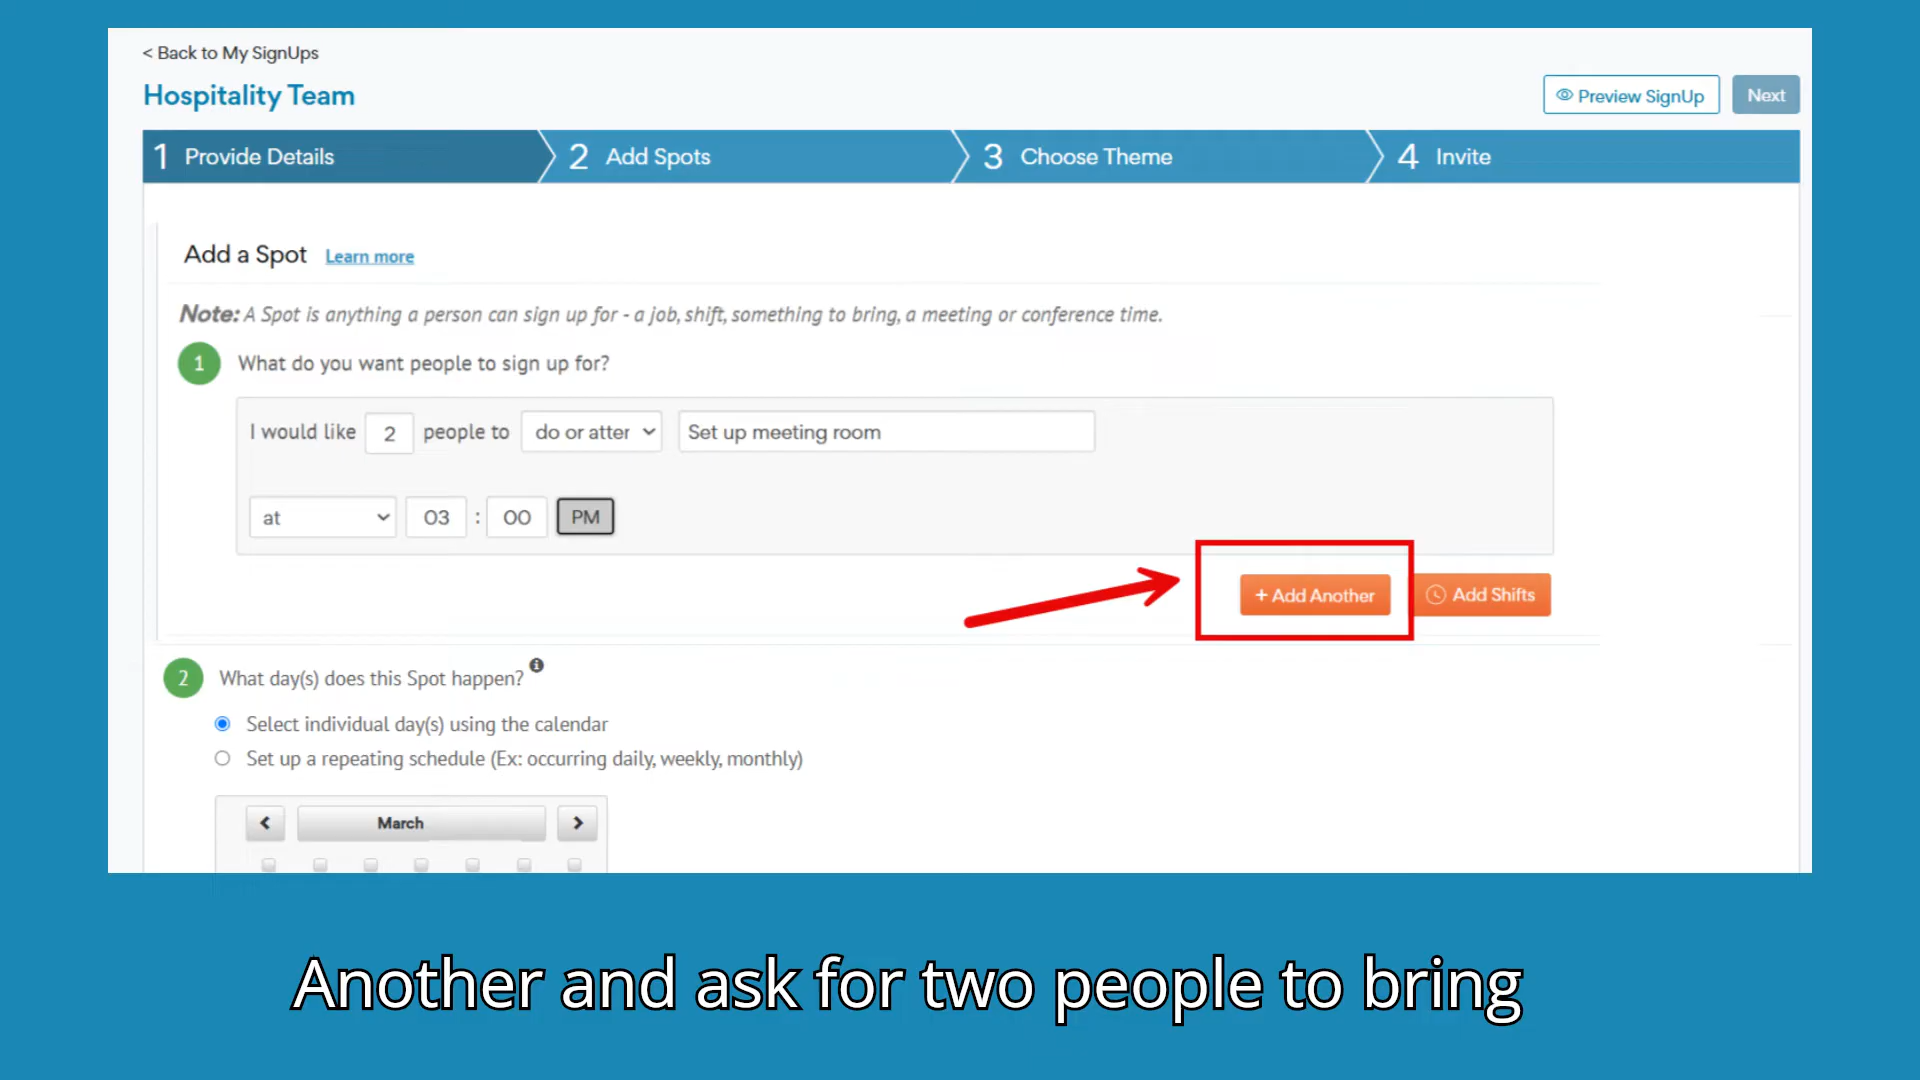 < Back to My SignUps
Hospitality Team
Preview SignUp
Next
1 Provide Details
2 Add Spots
3 Choose Theme
4 Invite
Add a Spot Learn more
Note: A Spot is anything a person can sign up for - a job, shift, something to bring, a meeting or conference time.
1 What do you want people to sign up for?
I would like 2 people to do or atter Set up meeting room
at 03 : 00 PM
+ Add Another
Add Shifts
2 What day(s) does this Spot happen?
Select individual day(s) using the calendar
Set up a repeating schedule (Ex: occurring daily, weekly, monthly)
< March >
Another and ask for two people to bring